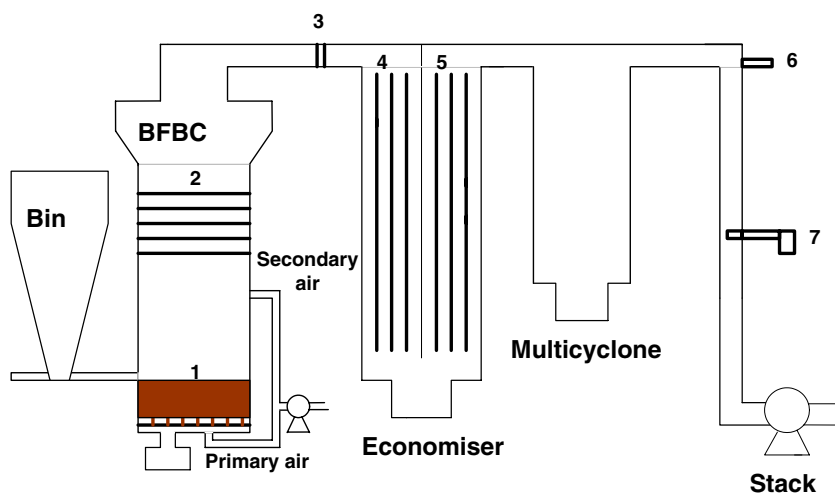 3
4
5
6
BFBC
2
Bin
7
Secondary
air
1
Multicyclone
Economiser
Primary air
Stack